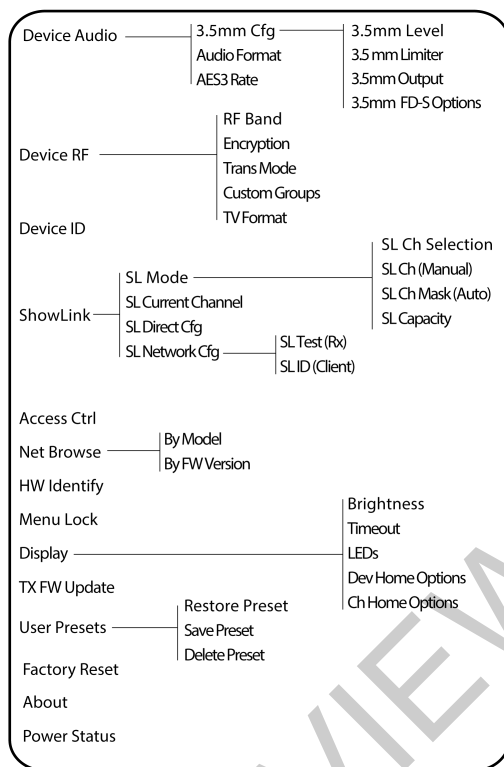 Device Audio
3.5mm Cfg
Audio Format
AES3 Rate
3.5mm Level
3.5 mm Limiter
3.5mm Output
3.5mm FD-S Options
Device RF
RF Band
Encryption
Trans Mode
Custom Groups
TV Format
Device ID
ShowLink
SL Mode
SL Current Channel
SL Direct Cfg
SL Network Cfg
SL Ch Selection
SL Ch (Manual)
SL Ch Mask (Auto)
SL Capacity
SL Test (Rx)
SL ID (Client)
Access Ctrl
Net Browse
By Model
By FW Version
HW Identify
Menu Lock
Display
Brightness
Timeout
LEDs
Dev Home Options
Ch Home Options
TX FW Update
User Presets
Restore Preset
Save Preset
Delete Preset
Factory Reset
About
Power Status
VIEW